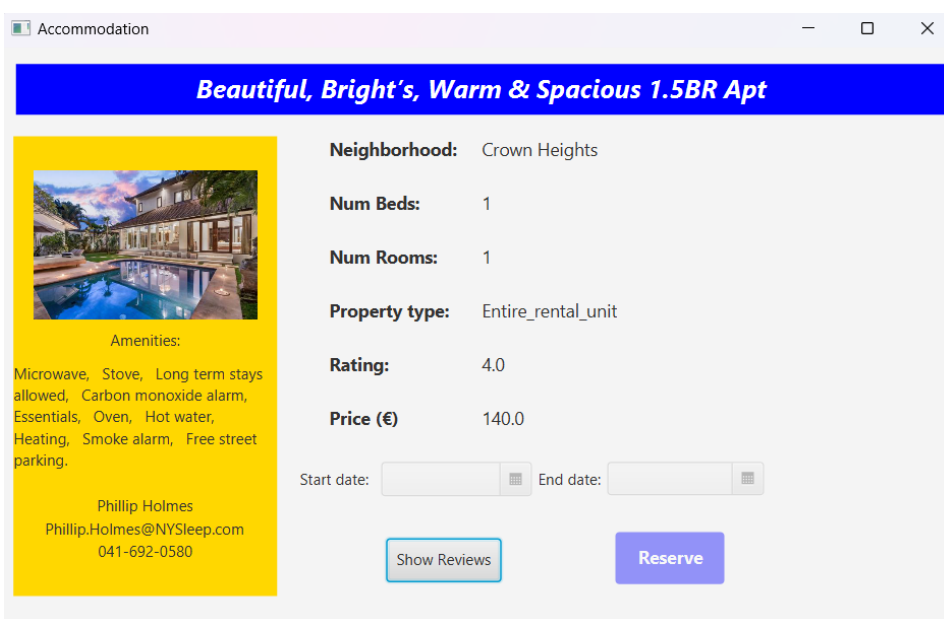 Accommodation
Beautiful, Bright´s, Warm & Spacious 1.5BR Apt
Amenities:
Microwave, Stove, Long term stays
allowed, Carbon monoxide alarm,
Essentials, Oven, Hot water,
Heating, Smoke alarm, Free street
parking.
Phillip Holmes
Phillip.Holmes@NYSleep.com
041-692-0580
Neighborhood: Crown Heights
Num Beds: 1
Num Rooms: 1
Property type: Entire_rental_unit
Rating: 4.0
Price (€) 140.0
Start date: End date:
Show Reviews Reserve